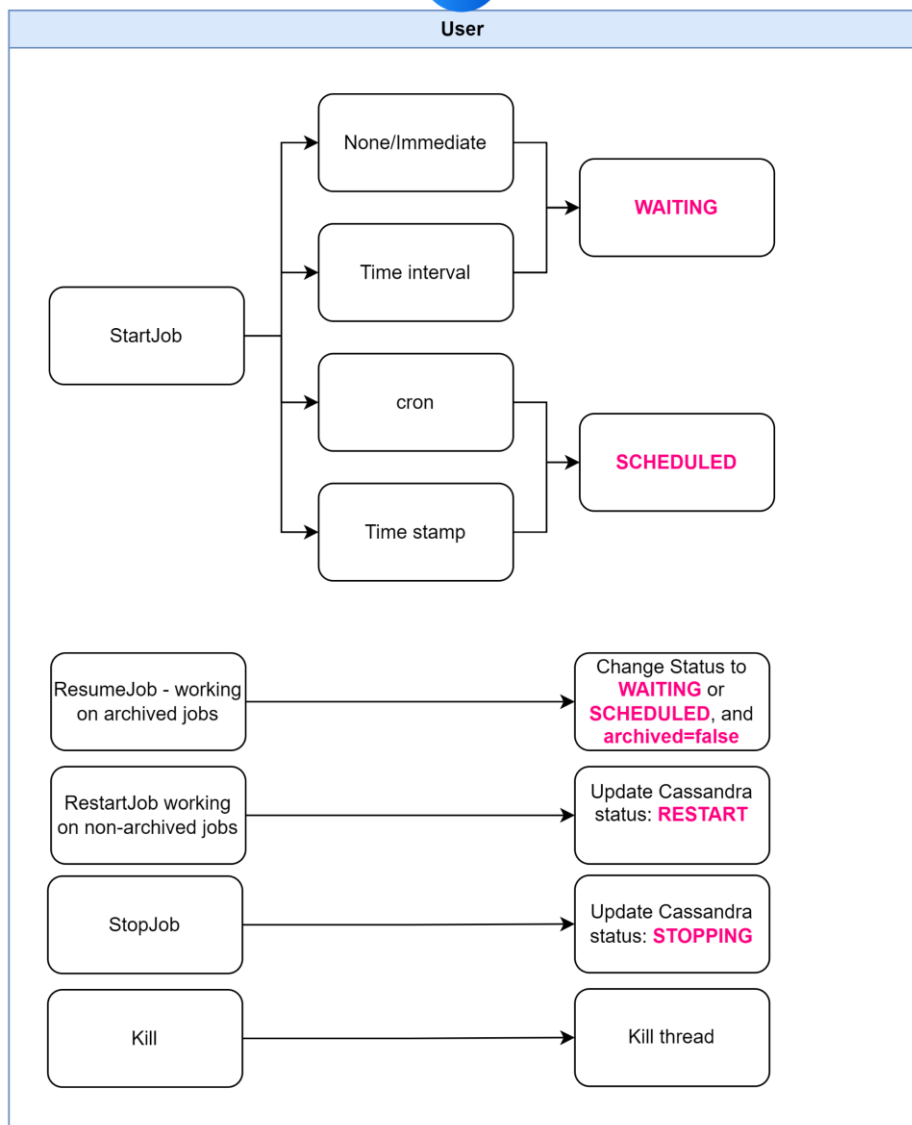 User
None/Immediate
WAITING
Time interval
StartJob
cron
SCHEDULED
Time stamp
ResumeJob - working
on archived jobs
Change Status to
WAITING or
SCHEDULED, and
archived=false
RestartJob working
on non-archived jobs
Update Cassandra
status: RESTART
StopJob
Update Cassandra
status: STOPPING
Kill
Kill thread